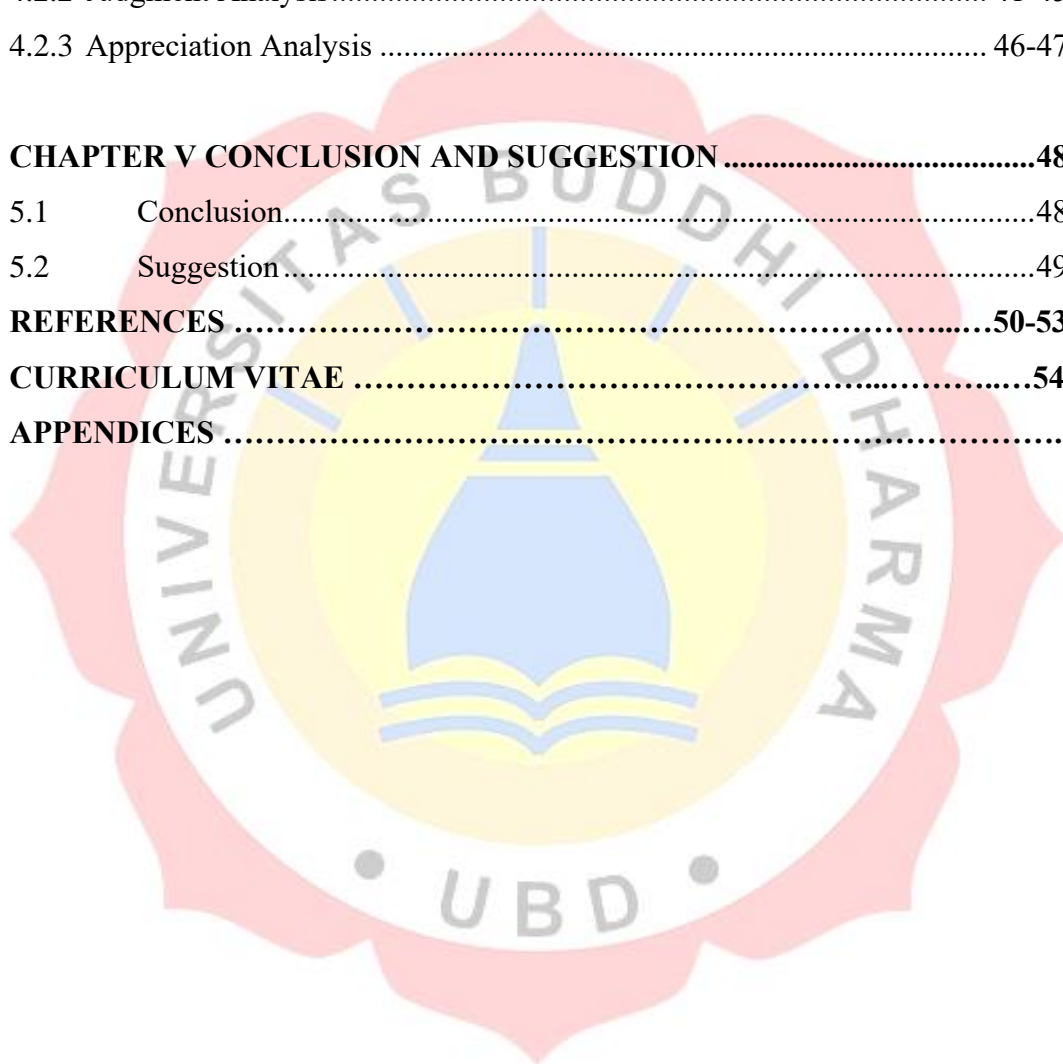 4.2.3 Appreciation Analysis ........................................................................... 46-47
CHAPTER V CONCLUSION AND SUGGESTION ......................................48
5.1 Conclusion.............................................................................................48
5.2 Suggestion.............................................................................................49
REFERENCES ……………………………………………………………...…50-53
CURRICULUM VITAE ……………………………………………...………..…54
APPENDICES ………………………………………………………………………..
UNIVERSITAS BUDDHI DHARMA
• UBD •